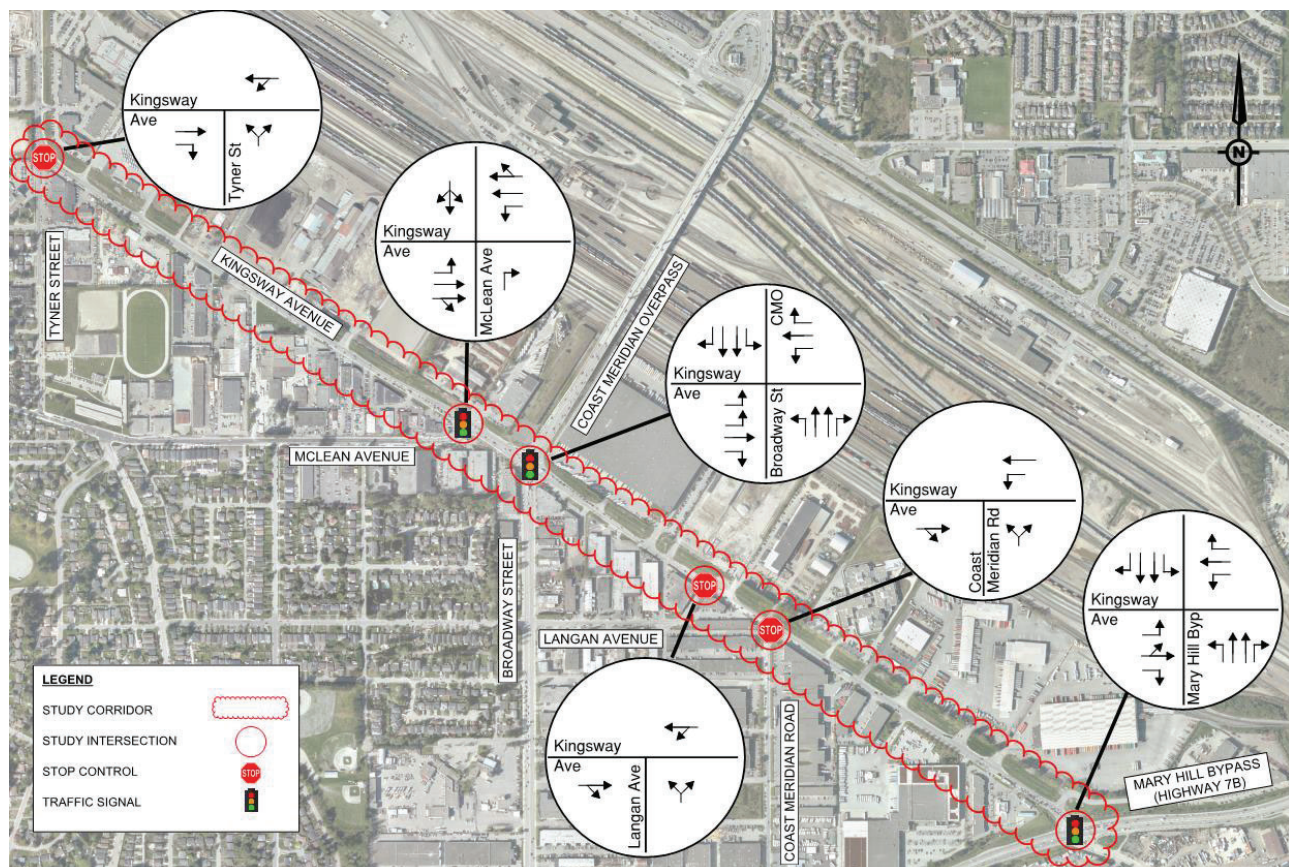 Kingsway
Ave
Tyner St
STOP
TYNER STREET
KINGSWAY AVENUE
Kingsway
Ave
McLean Ave
N
COAST MERIDIAN OVERPASS
MCLEAN AVENUE
CMO
Kingsway
Ave
Broadway St
BROADWAY STREET
Kingsway
Ave
Coast
Meridian Rd
STOP
STOP
LANGAN AVENUE
Kingsway
Ave
Langan Ave
COAST MERIDIAN ROAD
Kingsway
Ave
Mary Hill Byp
MARY HILL BYPASS
(HIGHWAY 7B)
LEGEND
STUDY CORRIDOR
STUDY INTERSECTION
STOP CONTROL
STOP
TRAFFIC SIGNAL